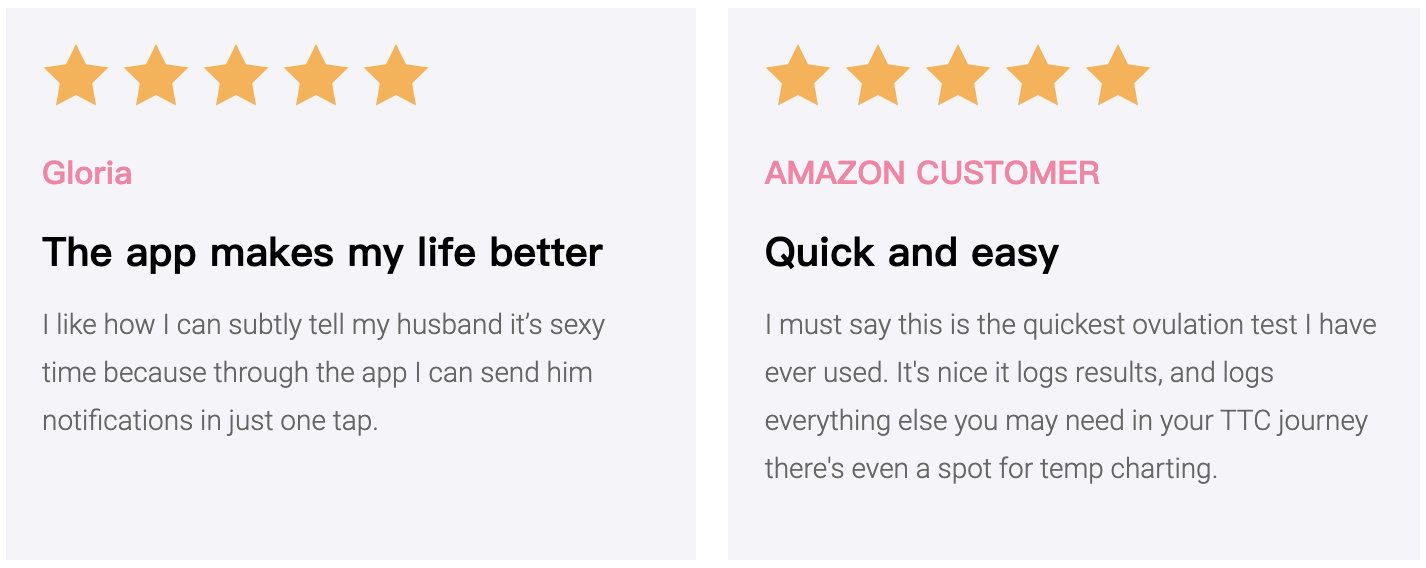 Gloria
The app makes my life better
I like how I can subtly tell my husband it’s sexy
time because through the app I can send him
notifications in just one tap.
AMAZON CUSTOMER
Quick and easy
I must say this is the quickest ovulation test I have
ever used. It's nice it logs results, and logs
everything else you may need in your TTC journey
there's even a spot for temp charting.